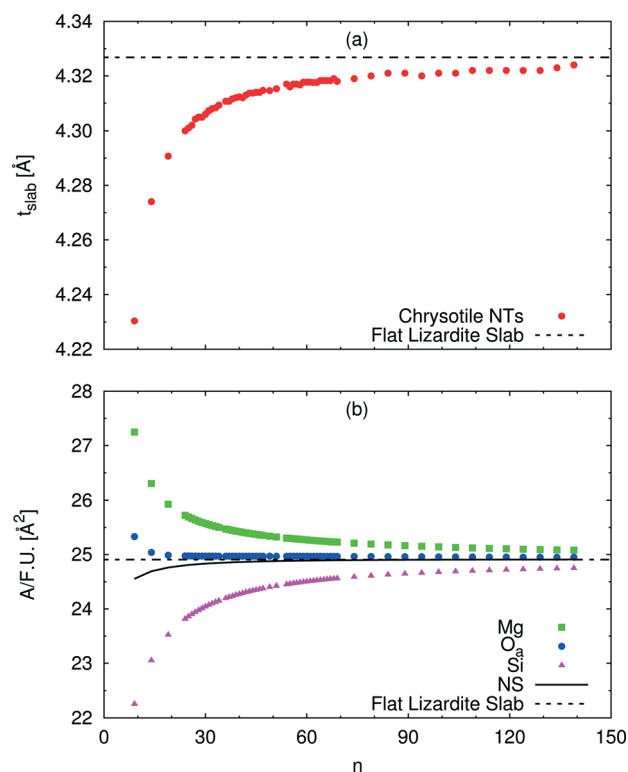 (a)
t_slab [Å]
4.34
4.32
4.30
4.28
4.26
4.24
4.22
Chrysotile NTs
Flat Lizardite Slab
(b)
A/F.U. [Å²]
28
27
26
25
24
23
22
Mg
O_a
Si
NS
Flat Lizardite Slab
0 30 60 90 120 150
n